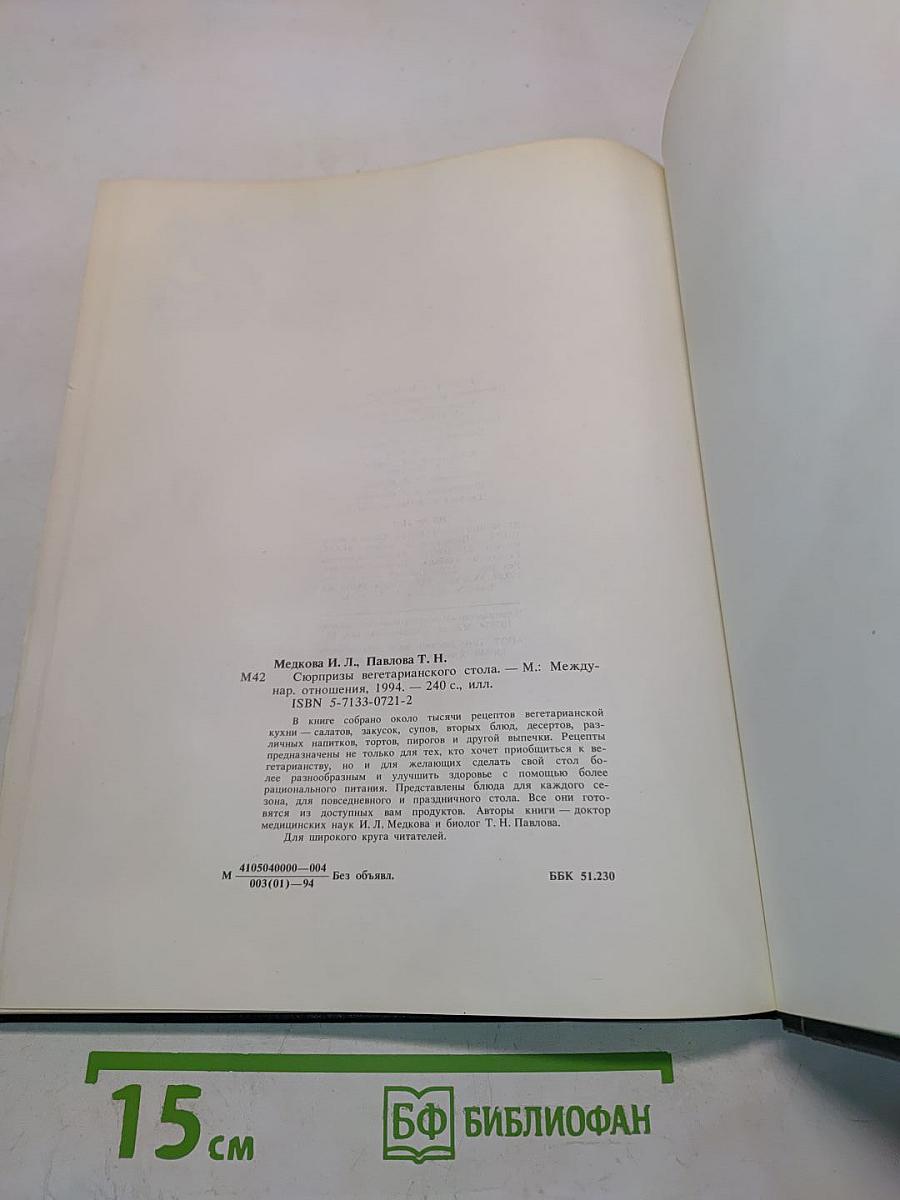 Медкова И. Л., Павлова Т. Н.
М42 Сюрпризы вегетарианского стола. — М.: Между-
нар. отношения, 1994. — 240 с., илл.
ISBN 5-7133-0721-2
В книге собрано около тысячи рецептов вегетарианской
кухни — салатов, закусок, супов, вторых блюд, десертов, раз-
личных напитков, тортов, пирогов и другой выпечки. Рецепты
предназначены не только для тех, кто хочет приобщиться к ве-
гетарианству, но и для желающих сделать свой стол бо-
лее разнообразным и улучшить здоровье с помощью более
рационального питания. Представлены блюда для каждого се-
зона, для повседневного и праздничного стола. Все они гото-
вятся из доступных вам продуктов. Авторы книги — доктор
медицинских наук И. Л. Медкова и биолог Т. Н. Павлова.
Для широкого круга читателей.
М 4105040000—004
003(01)—94 Без объявл. ББК 51.230
15 см БФ БИБЛИОФАН